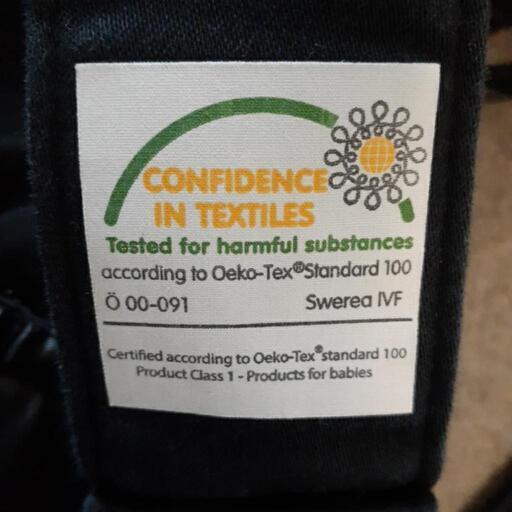 CONFIDENCE
IN TEXTILES
Tested for harmful substances
according to Oeko-Tex®Standard 100
Ö 00-091 Swerea IVF
Certified according to Oeko-Tex®standard 100
Product Class 1 - Products for babies